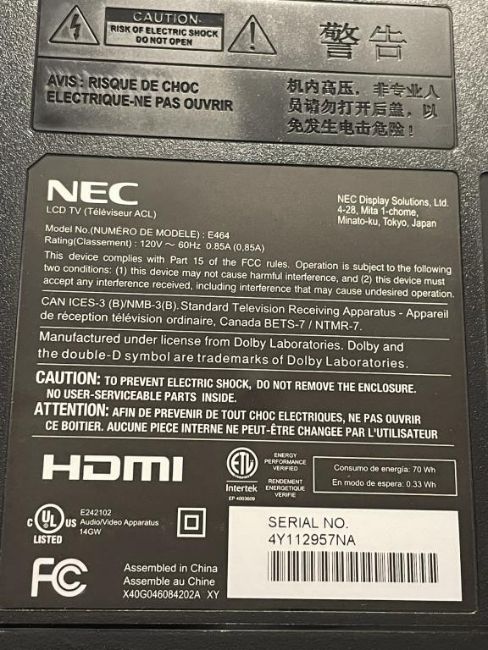 CAUTION
RISK OF ELECTRIC SHOCK
DO NOT OPEN
警告
AVIS : RISQUE DE CHOC
ELECTRIQUE-NE PAS OUVRIR
机内高压，非专业人
员请勿打开后盖，以
免发生电击危险！
NEC
LCD TV (Téléviseur ACL)
NEC Display Solutions, Ltd.
4-28, Mita 1-chome,
Minato-ku, Tokyo, Japan
Model No.(NUMÉRO DE MODELE) : E464
Rating(Classement) : 120V ～ 60Hz 0.85A (0,85A)
This device complies with Part 15 of the FCC rules. Operation is subject to the following
two conditions: (1) this device may not cause harmful interference, and (2) this device must
accept any interference received, including interference that may cause undesired operation.
CAN ICES-3 (B)/NMB-3(B).Standard Television Receiving Apparatus - Appareil
de réception télévision ordinaire, Canada BETS-7 / NTMR-7.
Manufactured under license from Dolby Laboratories. Dolby and
the double-D symbol are trademarks of Dolby Laboratories.
CAUTION: TO PREVENT ELECTRIC SHOCK, DO NOT REMOVE THE ENCLOSURE.
NO USER-SERVICEABLE PARTS INSIDE.
ATTENTION: AFIN DE PREVENIR DE TOUT CHOC ELECTRIQUES, NE PAS OUVRIR
CE BOITIER. AUCUNE PIECE INTERNE NE PEUT-ÊTRE CHANGEE PAR L'UTILISATEUR
HDMI
ETL
Intertek
EP 4003609
ENERGY
PERFORMANCE
VERIFIED
RENDEMENT
ENERGETIQUE
VERIFIE
Consumo de energía: 70 Wh
En modo de espera: 0.33 Wh
C UL US
LISTED
E242102
Audio/Video Apparatus
14GW
SERIAL NO.
4Y112957NA
FC
Assembled in China
Assemble au Chine
X40G046084202A XY